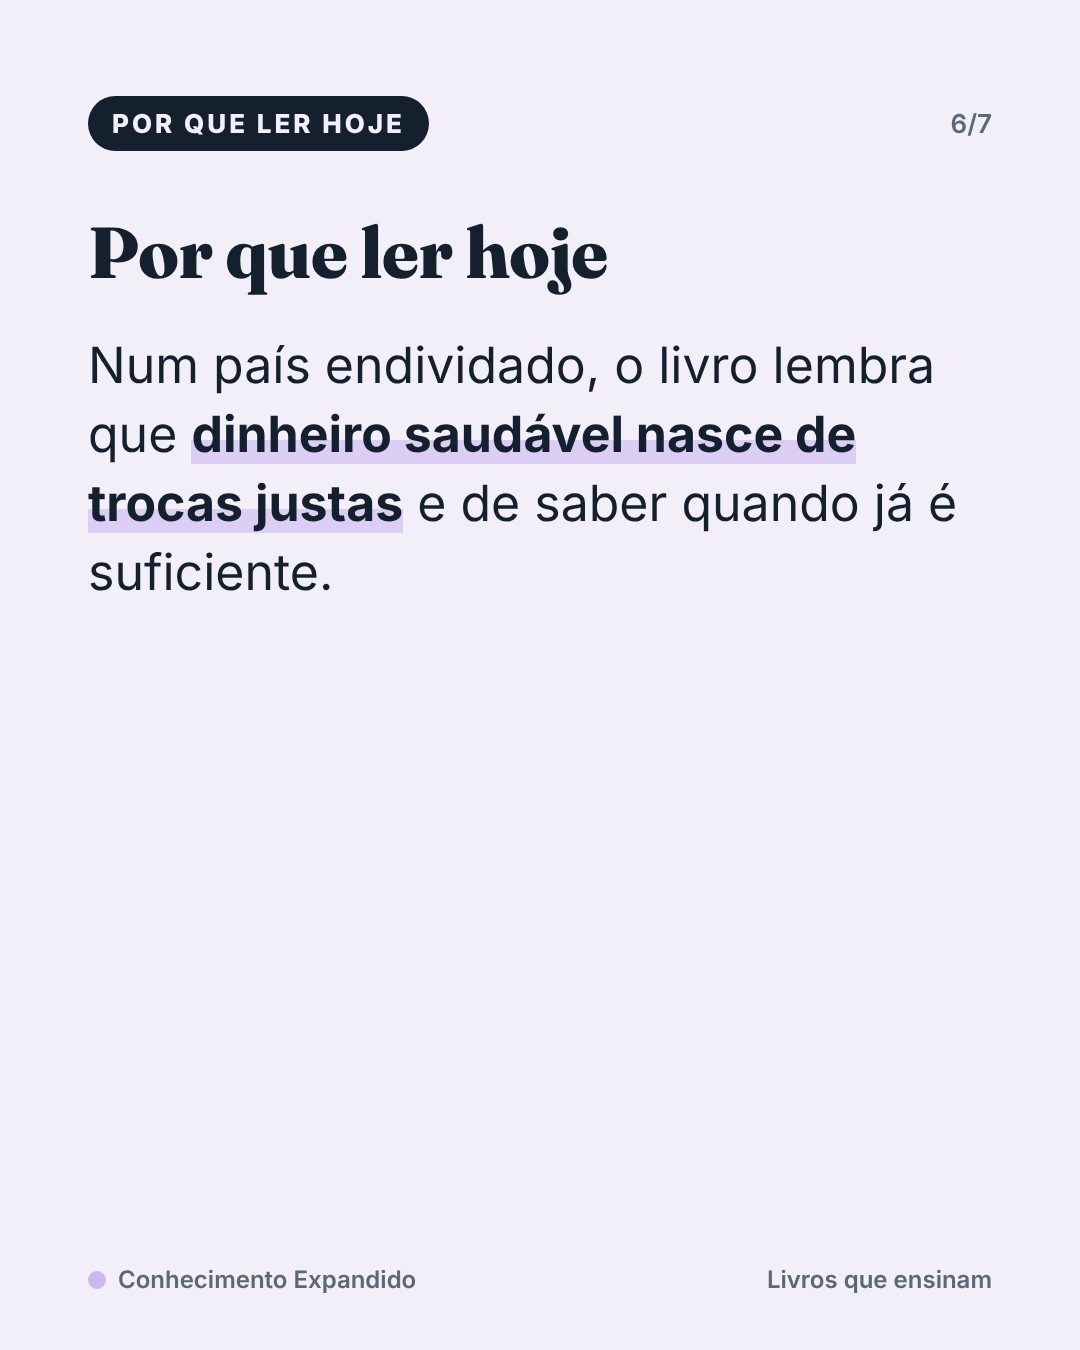 POR QUE LER HOJE
6/7
Por que ler hoje
Num país endividado, o livro lembra
que dinheiro saudável nasce de
trocas justas e de saber quando já é
suficiente.
Conhecimento Expandido
Livros que ensinam